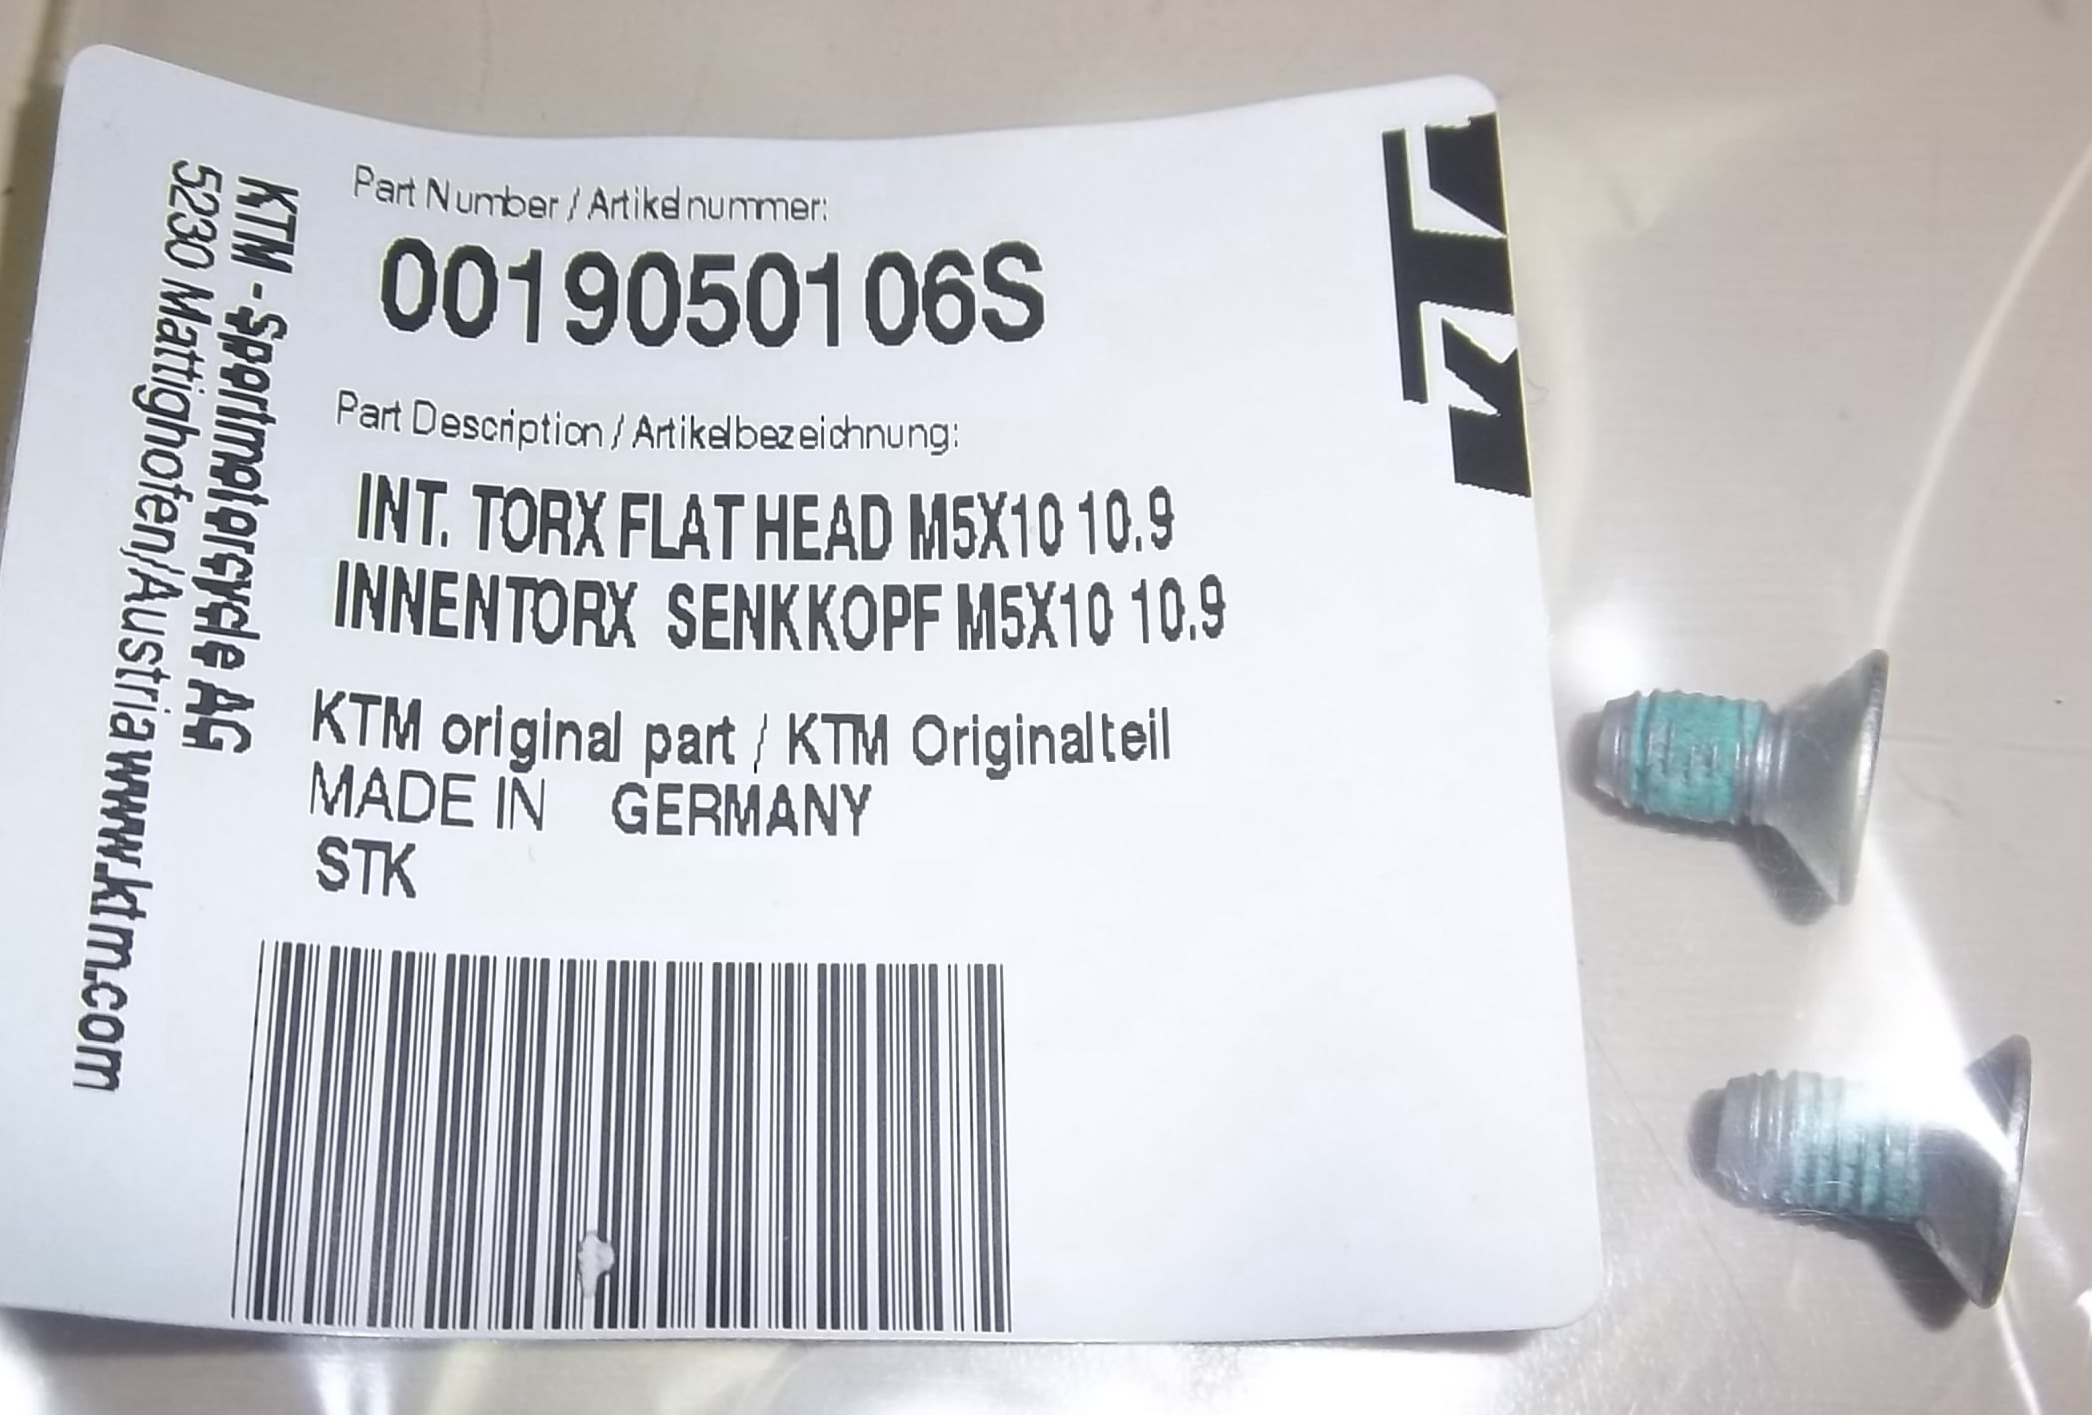 Part Number / Artikelnummer:
0019050106S
Part Description / Artikelbezeichnung:
INT. TORX FLAT HEAD M5X10 10.9
INNENTORX SENKKOPF M5X10 10.9
KTM original part / KTM Originalteil
MADE IN GERMANY
STK
KTM - Sportmotorcycle AG
5230 Mattighofen/Austria www.ktm.com
KTM